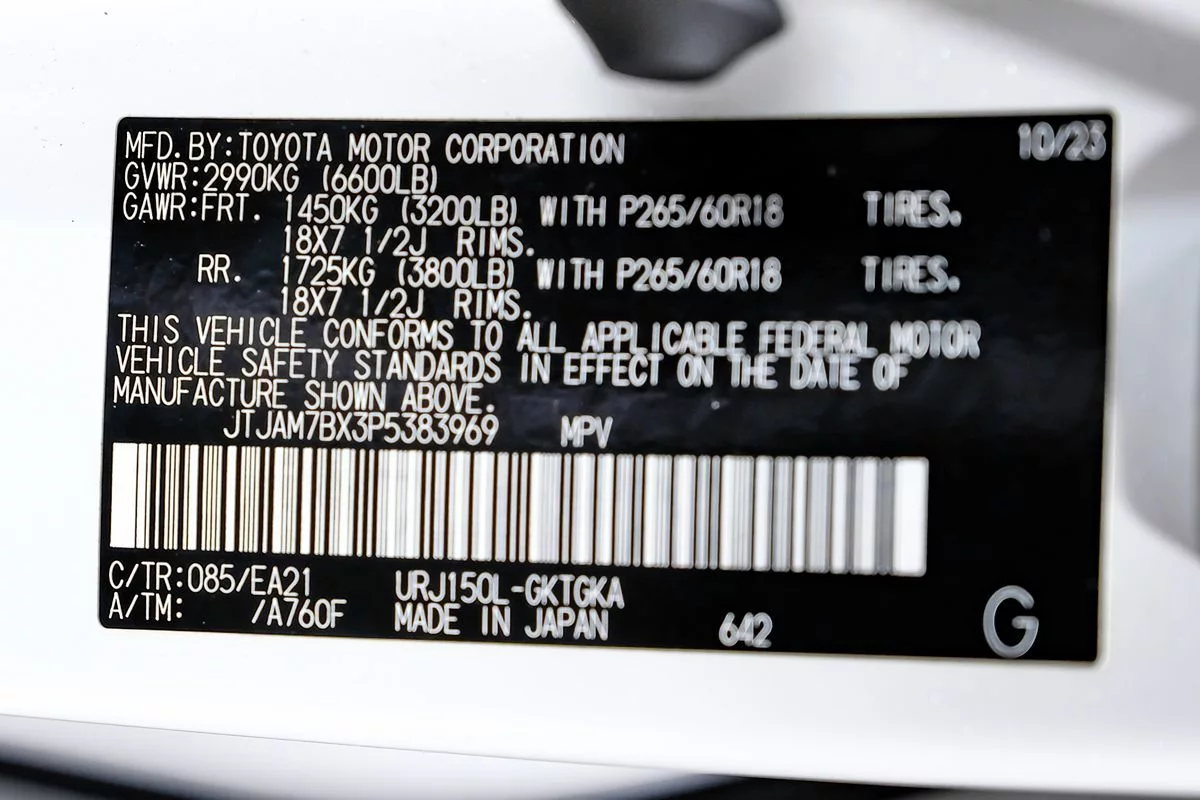 MFD.BY:TOYOTA MOTOR CORPORATION 10/23
GVWR:2990KG (6600LB)
GAWR:FRT. 1450KG (3200LB) WITH P265/60R18 TIRES.
18X7 1/2J RIMS.
RR. 1725KG (3800LB) WITH P265/60R18 TIRES.
18X7 1/2J RIMS.
THIS VEHICLE CONFORMS TO ALL APPLICABLE FEDERAL MOTOR
VEHICLE SAFETY STANDARDS IN EFFECT ON THE DATE OF
MANUFACTURE SHOWN ABOVE.
JTJAM7BX3P5383969 MPV
C/TR:085/EA21 URJ150L-GKTGKA
A/TM: /A760F MADE IN JAPAN 642 G